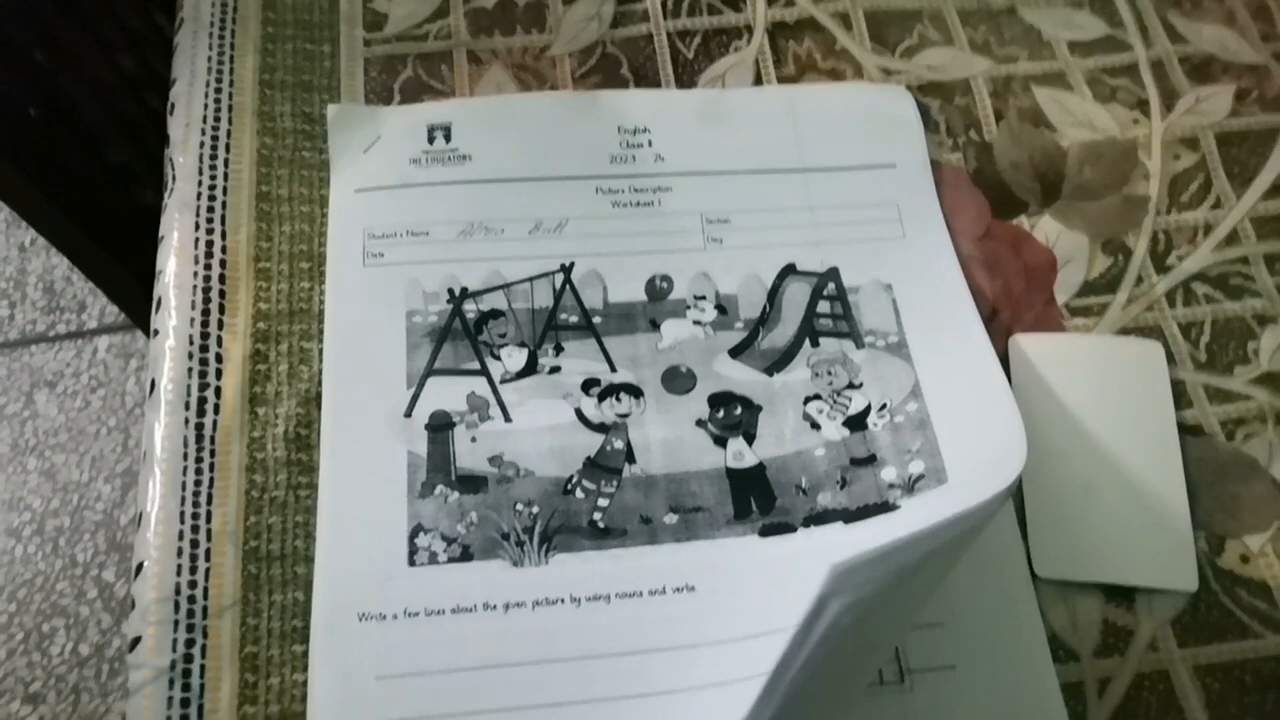 THE EDUCATORS
English
Class II
2023 - 24
Picture Description
Worksheet 1
Student's Name
Section
Date
Day
Write a few lines about the given picture by using nouns and verbs